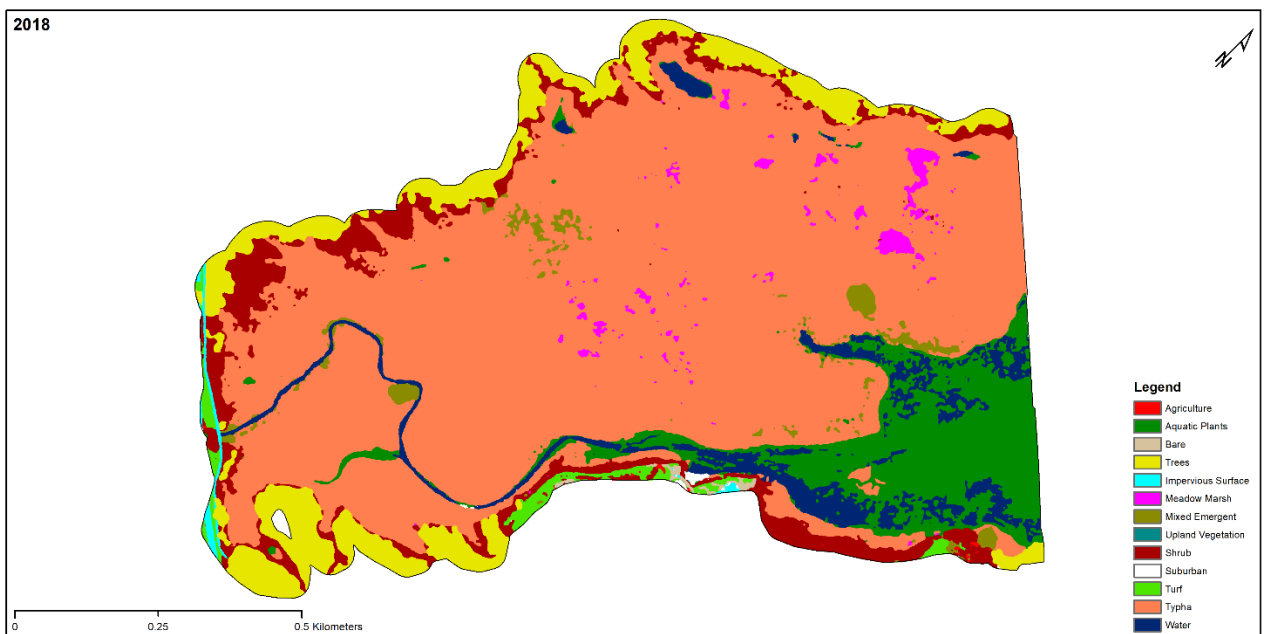 2018
N
Legend
Agriculture
Aquatic Plants
Bare
Trees
Impervious Surface
Meadow Marsh
Mixed Emergent
Upland Vegetation
Shrub
Suburban
Turf
Typha
Water
0 0.25 0.5 Kilometers